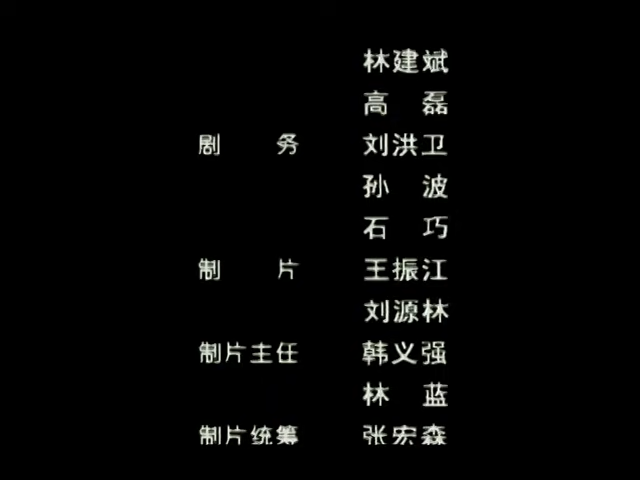 林建斌
高 磊
剧 务 刘洪卫
孙 波
石 巧
制 片 王振江
刘源林
制片主任 韩义强
林 蓝
制片统筹 张宏森